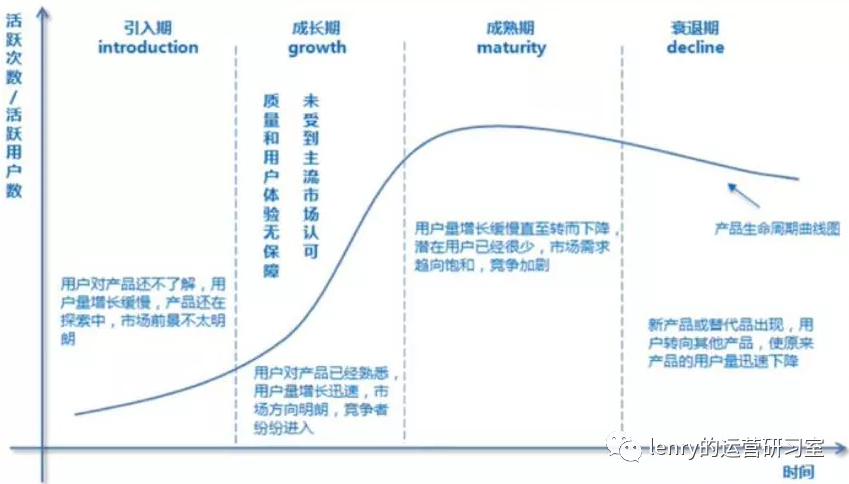 活跃次数/活跃用户数
引入期
introduction
成长期
growth
成熟期
maturity
衰退期
decline
质量和用户体验无保障
未受到主流市场认可
用户对产品还不了解，用
户量增长缓慢，产品还在
探索中，市场前景不太明
朗
用户对产品已经熟悉，
用户量增长迅速，市
场方向明朗，竞争者
纷纷进入
用户量增长缓慢直至转而下降，
潜在用户已经很少，市场需求
趋向饱和，竞争加剧
产品生命周期曲线图
新产品或替代品出现，用
户转向其他产品，使原来
产品的用户量迅速下降
lenry的运营研习室
时间